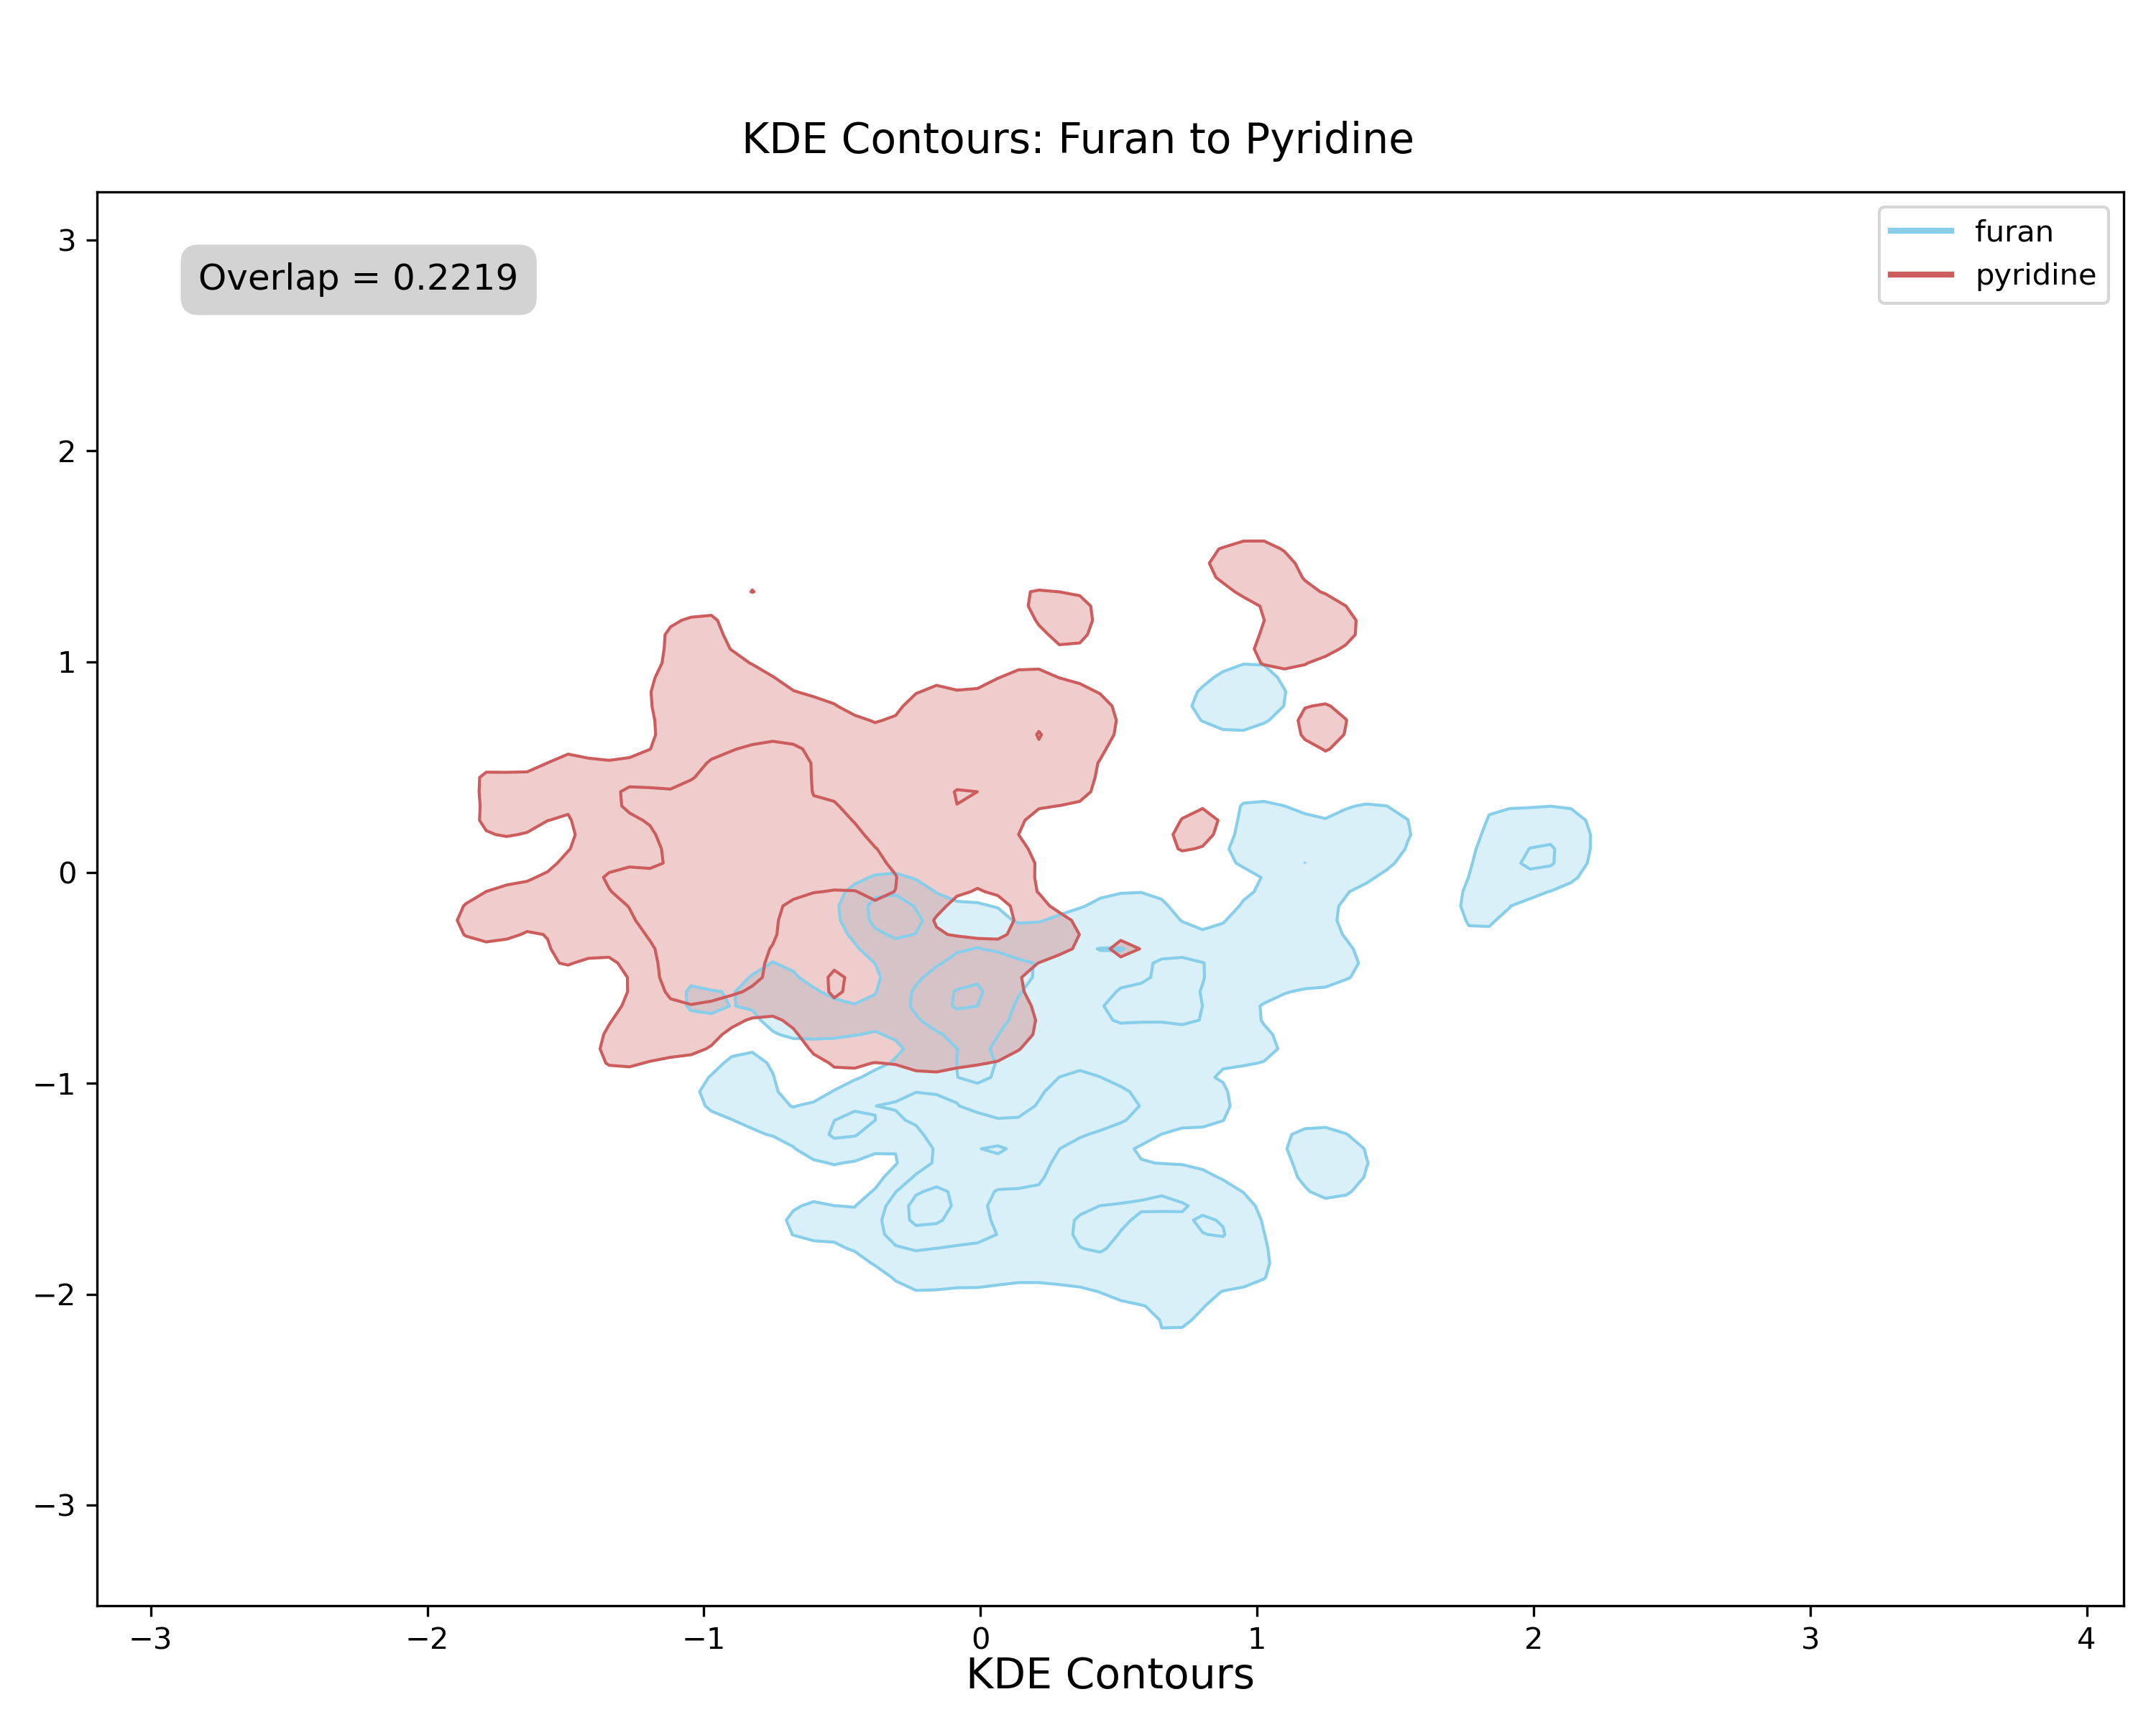 KDE Contours: Furan to Pyridine
Overlap = 0.2219
furan
pyridine
3
2
1
0
−1
−2
−3
−3 −2 −1 0 1 2 3 4
KDE Contours